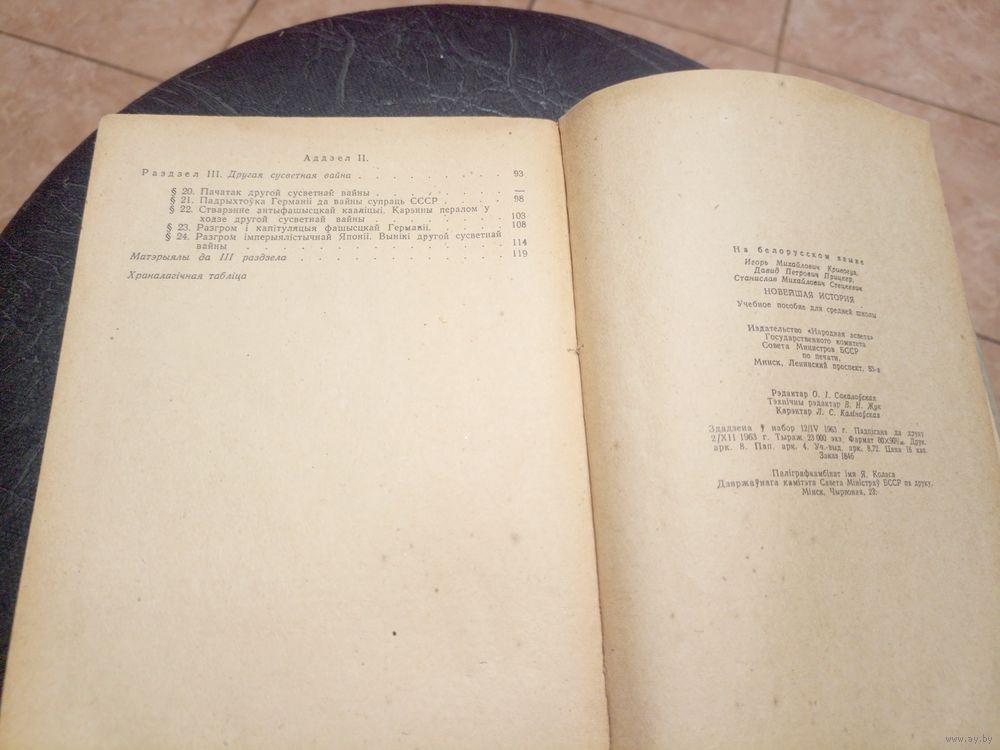 Аддзел II.
Раздзел III. Другая сусветная вайна . . . . . . . . 93
§ 20. Пачатак другой сусветнай вайны . . . . . . . —
§ 21. Падрыхтоўка Германіі да вайны супраць СССР . . . . 98
§ 22. Стварэнне антыфашысцкай кааліцыі. Карэнны пералом у
ходзе другой сусветнай вайны . . . . . . . 103
§ 23. Разгром і капітуляцыя фашысцкай Германіі. . . . . 108
§ 24. Разгром імперыялістычнай Японіі. Вынікі другой сусветнай
вайны . . . . . . . . . . . . . 114
Матэрыялы да III раздзела . . . . . . . . . . . 119
Храналагічная табліца
На белорусском языке
Игорь Михайлович Кривогуз,
Давид Петрович Прицкер,
Станислав Михайлович Стецкевич
НОВЕЙШАЯ ИСТОРИЯ
Учебное пособие для средней школы
Издательство «Народная асвета»
Государственного комитета
Совета Министров БССР
по печати.
Минск, Ленинский проспект, 85-а
Рэдактар О. І. Сакалоўская
Тэхнічны рэдактар В. Н. Жук
Карэктар Л. С. Калінаўская
Здадзена ў набор 12/IV 1963 г. Падпісана да друку
2/XII 1963 г. Тыраж 23 000 экз. Фармат Друк.
арк. 8. Пап. арк. 4. Уч.-выд. арк. 8,72. Цана 16 кап.
Заказ 1846
Паліграфкамбінат імя Я. Коласа
Дзяржаўнага камітэта Савета Міністраў БССР па друку.
Мінск, Чырвоная, 23.
www.ay.by